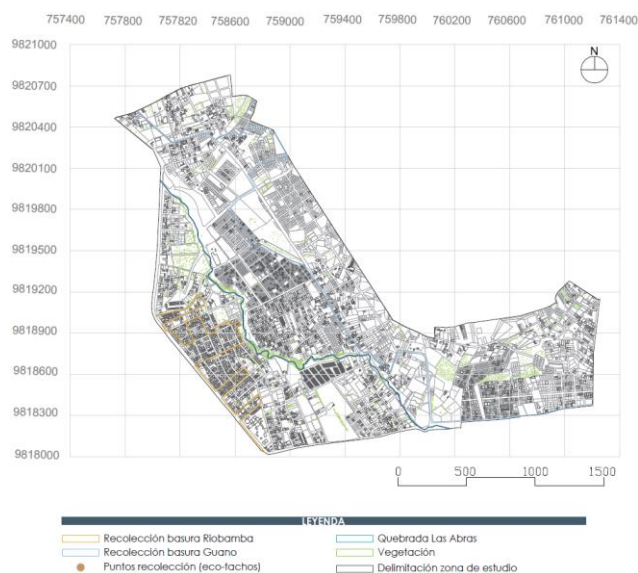 757400 757800 757820 758600 759000 759400 759800 760200 760600 761000 761400
9821000
9820700
9820400
9820100
9819800
9819500
9819200
9818900
9818600
9818300
9818000
N
0 500 1000 1500
LEYENDA
Recolección basura Riobamba
Recolección basura Guano
Puntos recolección (eco-tachos)
Quebrada Las Abras
Vegetación
Delimitación zona de estudio